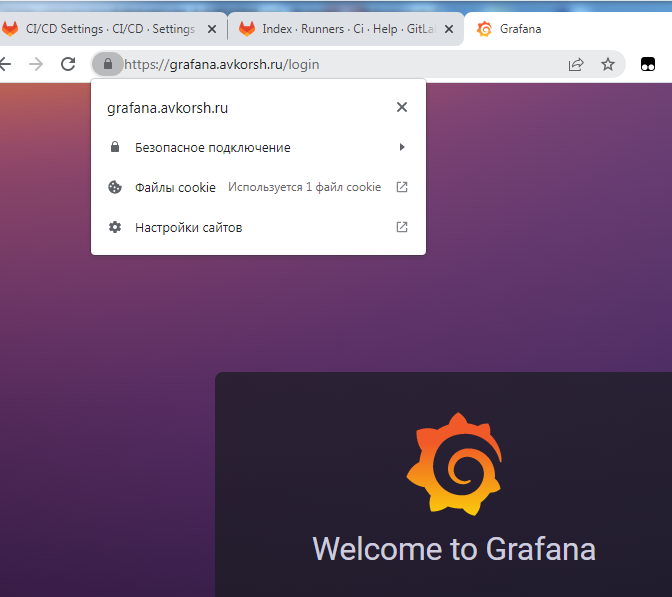 CI/CD Settings · CI/CD · Settings
Index · Runners · Ci · Help · GitLa
Grafana
https://grafana.avkorsh.ru/login
grafana.avkorsh.ru
Безопасное подключение
Файлы cookie Используется 1 файл cookie
Настройки сайтов
Welcome to Grafana